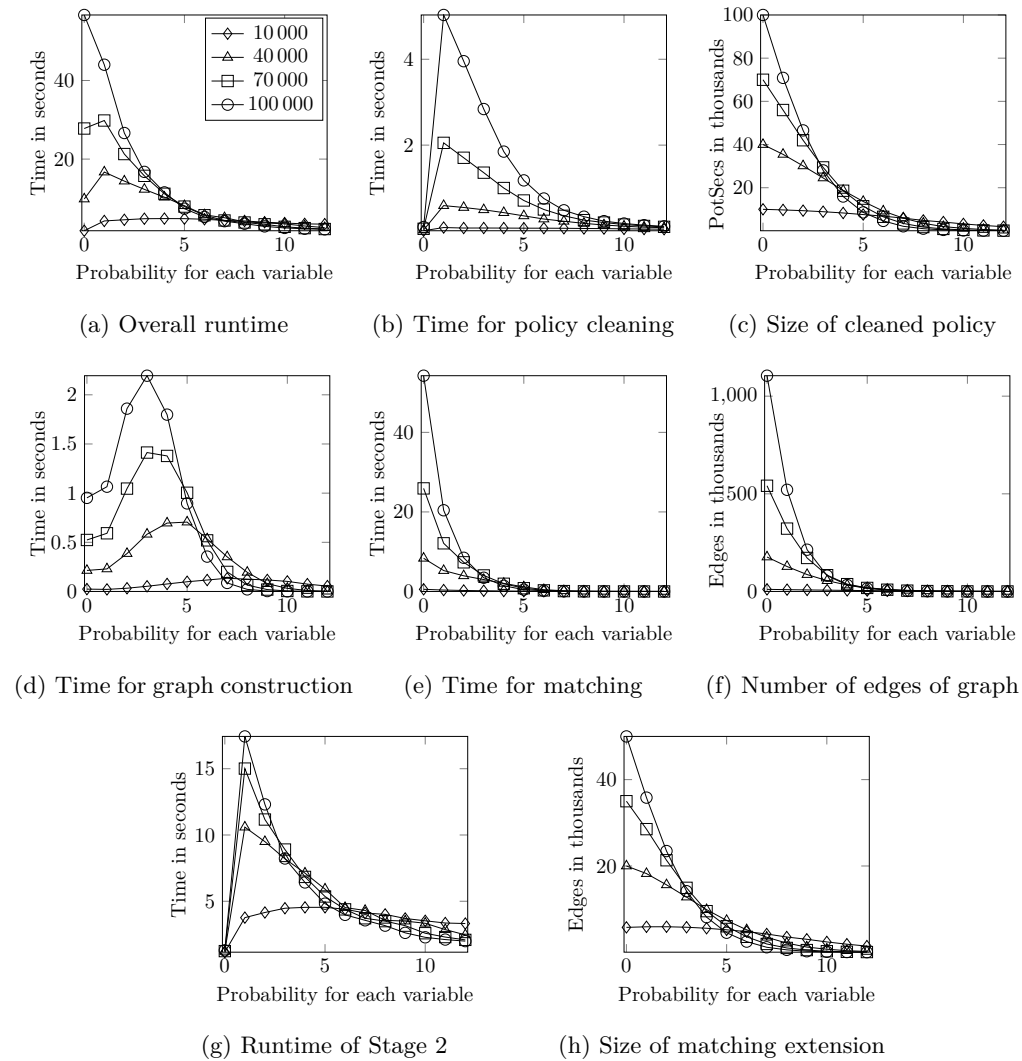 10 000
40 000
70 000
100 000
Time in seconds
40
20
0 5 10
Probability for each variable
(a) Overall runtime
Time in seconds
4
2
0 5 10
Probability for each variable
(b) Time for policy cleaning
PotSecs in thousands
100
80
60
40
20
0 5 10
Probability for each variable
(c) Size of cleaned policy
Time in seconds
2
1.5
1
0.5
0
0 5 10
Probability for each variable
(d) Time for graph construction
Time in seconds
40
20
0
0 5 10
Probability for each variable
(e) Time for matching
Edges in thousands
1,000
500
0
0 5 10
Probability for each variable
(f) Number of edges of graph
Time in seconds
15
10
5
0 5 10
Probability for each variable
(g) Runtime of Stage 2
Edges in thousands
40
20
0 5 10
Probability for each variable
(h) Size of matching extension